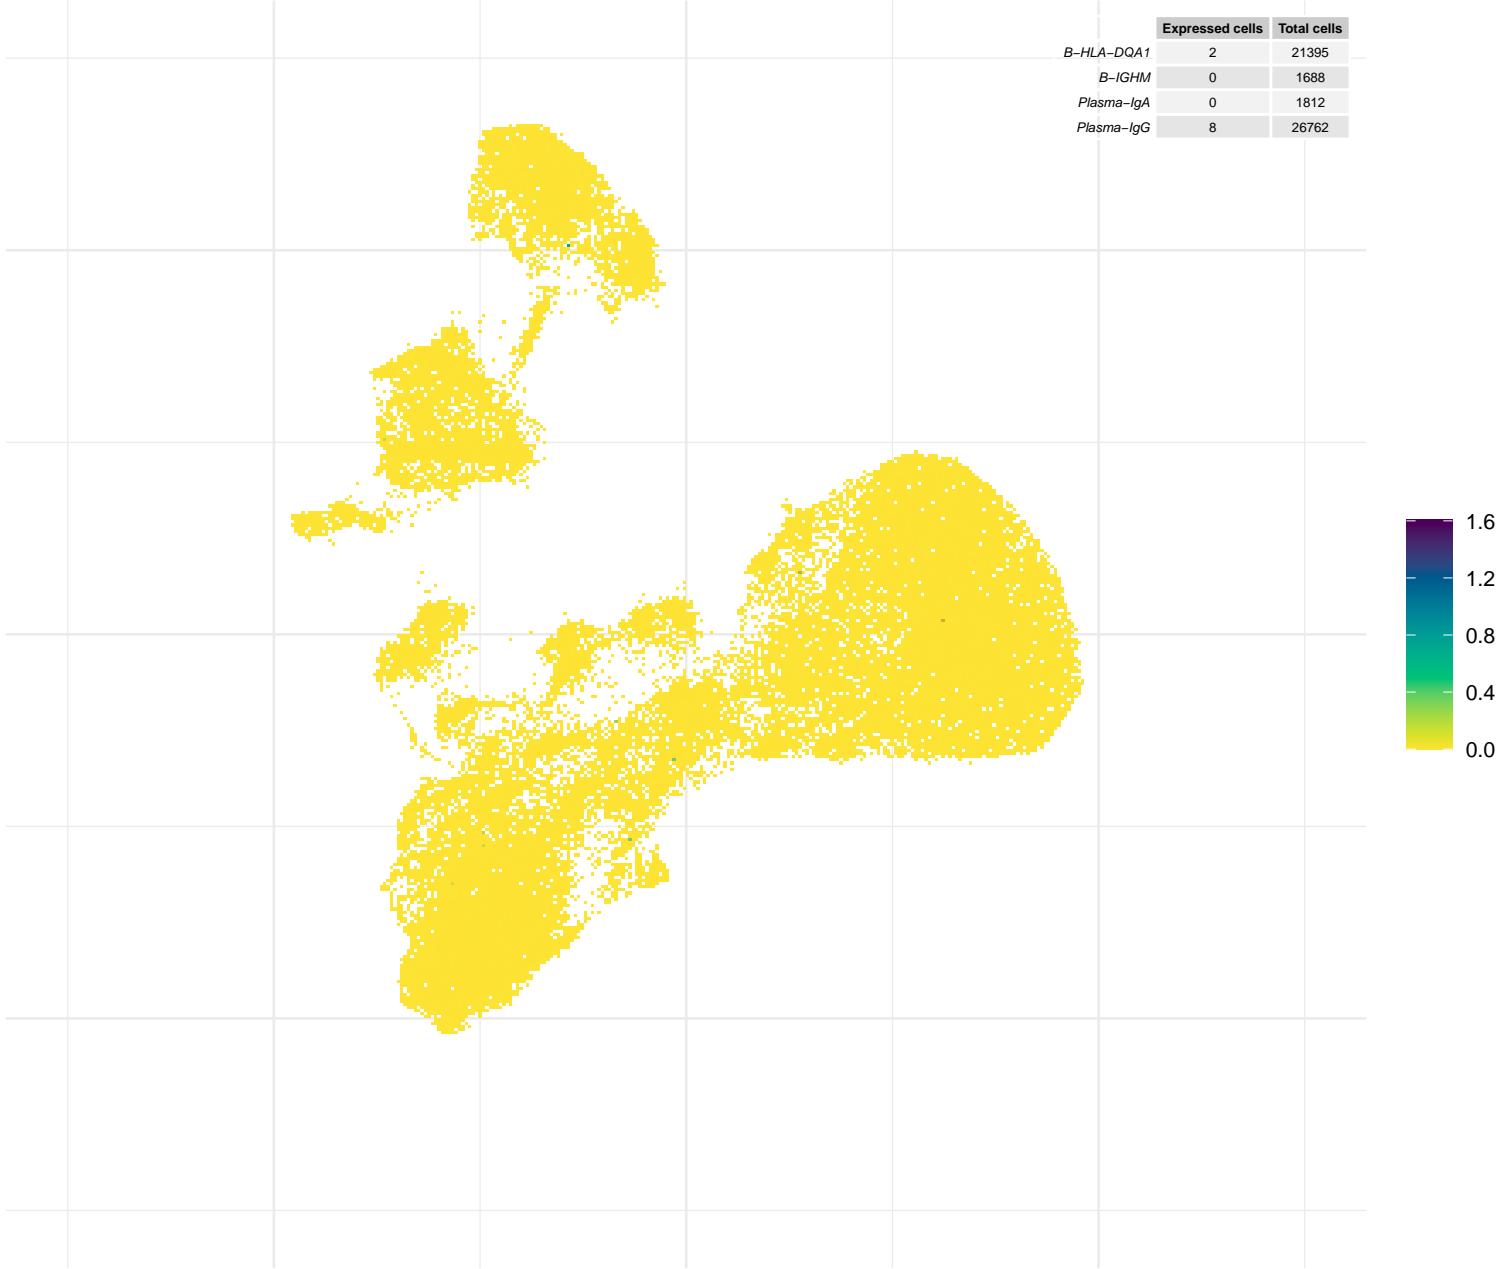 Expressed cells Total cells
B−HLA−DQA1 2 21395
B−IGHM 0 1688
Plasma−IgA 0 1812
Plasma−IgG 8 26762
1.6
1.2
0.8
0.4
0.0